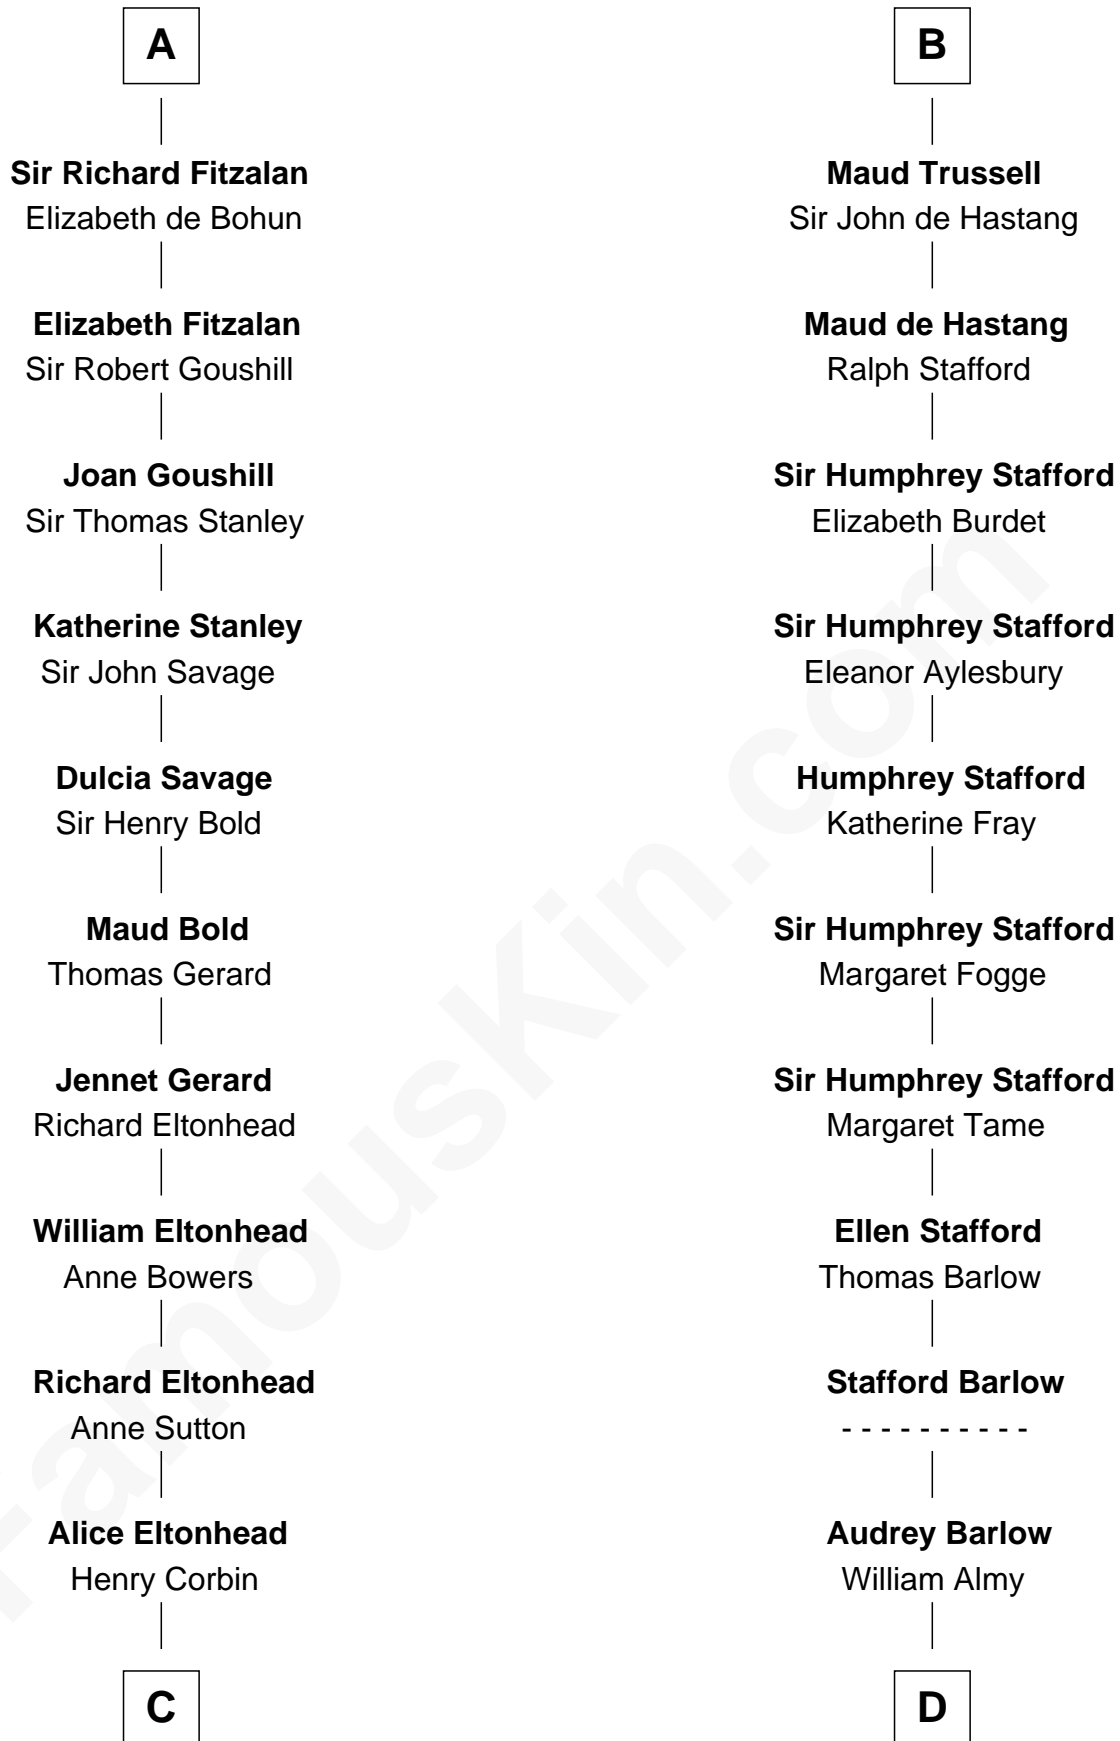 A
Sir Richard Fitzalan
Elizabeth de Bohun
Elizabeth Fitzalan
Sir Robert Goushill
Joan Goushill
Sir Thomas Stanley
Katherine Stanley
Sir John Savage
Dulcia Savage
Sir Henry Bold
Maud Bold
Thomas Gerard
Jennet Gerard
Richard Eltonhead
William Eltonhead
Anne Bowers
Richard Eltonhead
Anne Sutton
Alice Eltonhead
Henry Corbin
C
B
Maud Trussell
Sir John de Hastang
Maud de Hastang
Ralph Stafford
Sir Humphrey Stafford
Elizabeth Burdet
Sir Humphrey Stafford
Eleanor Aylesbury
Humphrey Stafford
Katherine Fray
Sir Humphrey Stafford
Margaret Fogge
Sir Humphrey Stafford
Margaret Tame
Ellen Stafford
Thomas Barlow
Stafford Barlow
- - - - - - - - - -
Audrey Barlow
William Almy
D
FamousKin.com